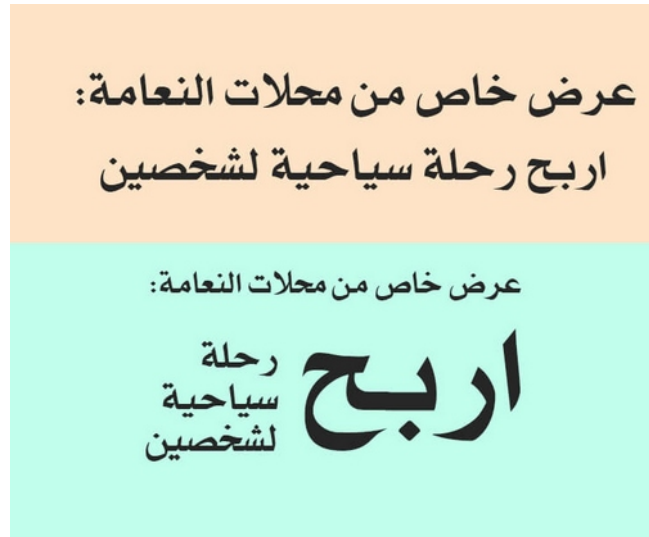 عرض خاص من محلات النعامة:
اربح رحلة سياحية لشخصين
عرض خاص من محلات النعامة:
اربح
رحلة
سياحية
لشخصين